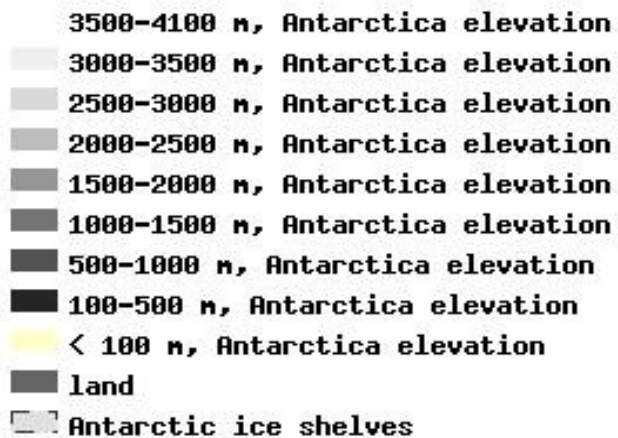 3500-4100 m, Antarctica elevation
3000-3500 m, Antarctica elevation
2500-3000 m, Antarctica elevation
2000-2500 m, Antarctica elevation
1500-2000 m, Antarctica elevation
1000-1500 m, Antarctica elevation
500-1000 m, Antarctica elevation
100-500 m, Antarctica elevation
< 100 m, Antarctica elevation
land
Antarctic ice shelves